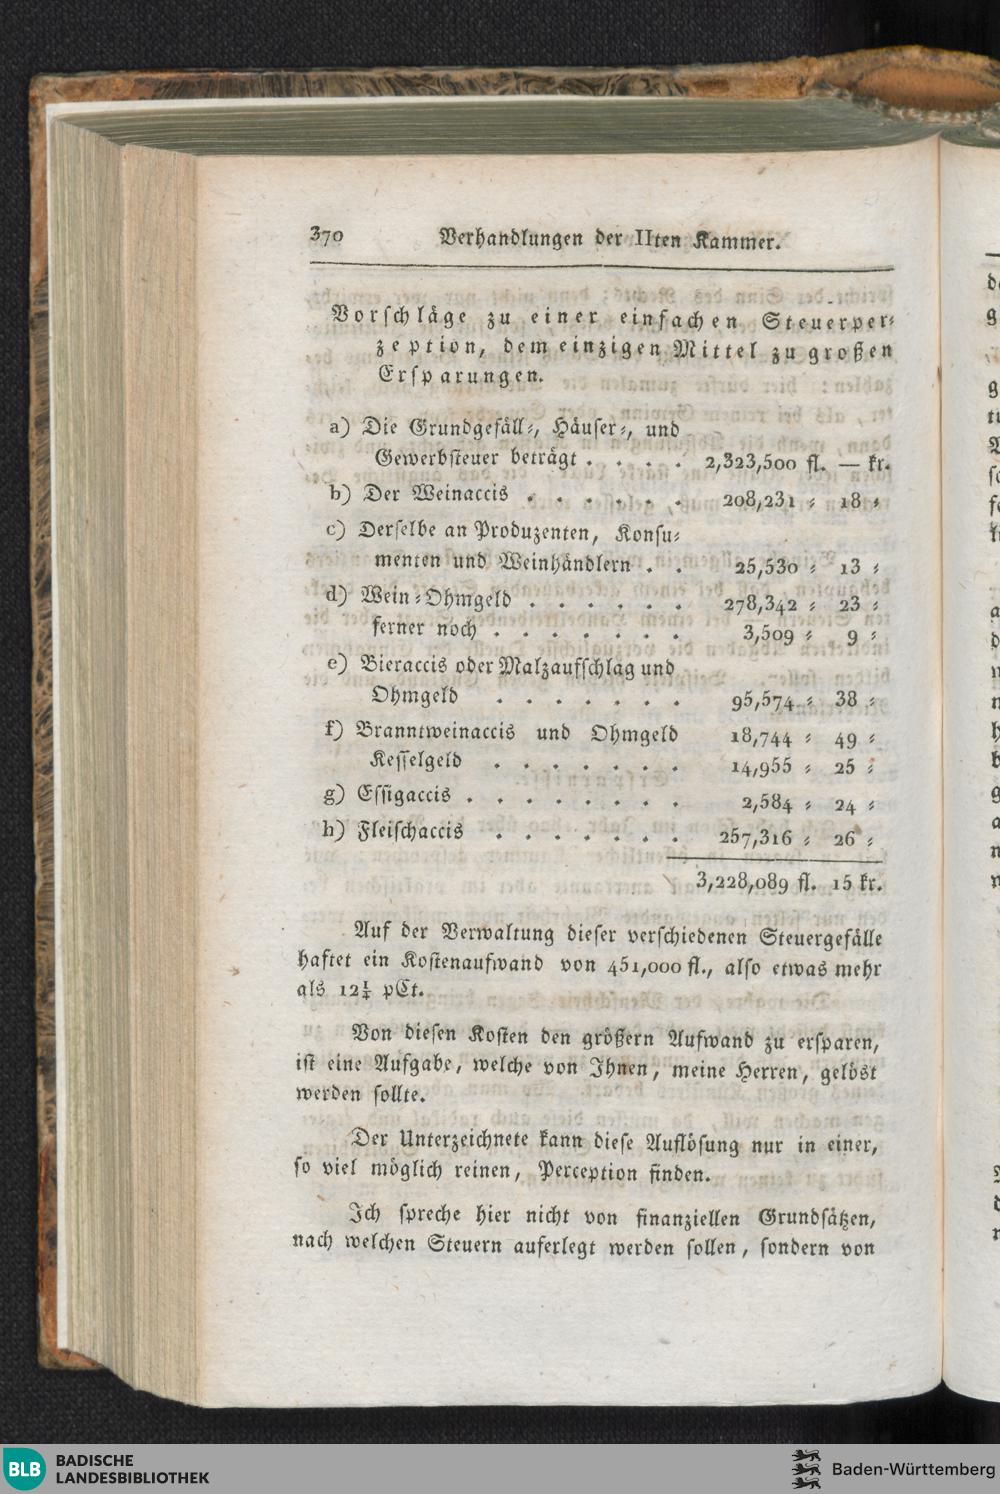 370 Verhandlungen der IIten Kammer.
Vorschläge zu einer einfachen Steuerper⸗
zeption, dem einzigen Mittel zu großen
Ersparungen.
a) Die Grundgefäll⸗, Häuser⸗, und
Gewerbsteuer beträgt . . . . 2,323,500 fl. — kr.
b) Der Weinaccis . . . . . . 208,231 ⸗ 18 ⸗
c) Derselbe an Produzenten, Konsu⸗
menten und Weinhändlern . . 25,530 ⸗ 13 ⸗
d) Wein⸗Ohmgeld . . . . . . 278,342 ⸗ 23 ⸗
ferner noch . . . . . . . 3,509 ⸗ 9 ⸗
e) Bieraccis oder Malzaufschlag und
Ohmgeld . . . . . . . 95,574 ⸗ 38 ⸗
f) Branntweinaccis und Ohmgeld 18,744 ⸗ 49 ⸗
Kesselgeld . . . . . . . 14,955 ⸗ 25 ⸗
g) Essigaccis . . . . . . . . 2,584 ⸗ 24 ⸗
h) Fleischaccis . . . . . . . 257,316 ⸗ 26 ⸗
3,228,089 fl. 15 kr.
Auf der Verwaltung dieser verschiedenen Steuergefälle
haftet ein Kostenaufwand von 451,000 fl., also etwas mehr
als 12¼ pCt.
Von diesen Kosten den größern Aufwand zu ersparen,
ist eine Aufgabe, welche von Ihnen, meine Herren, gelöst
werden sollte.
Der Unterzeichnete kann diese Auflösung nur in einer,
so viel möglich reinen, Perception finden.
Ich spreche hier nicht von finanziellen Grundsätzen,
nach welchen Steuern auferlegt werden sollen, sondern von
BLB BADISCHE
LANDESBIBLIOTHEK
Baden-Württemberg